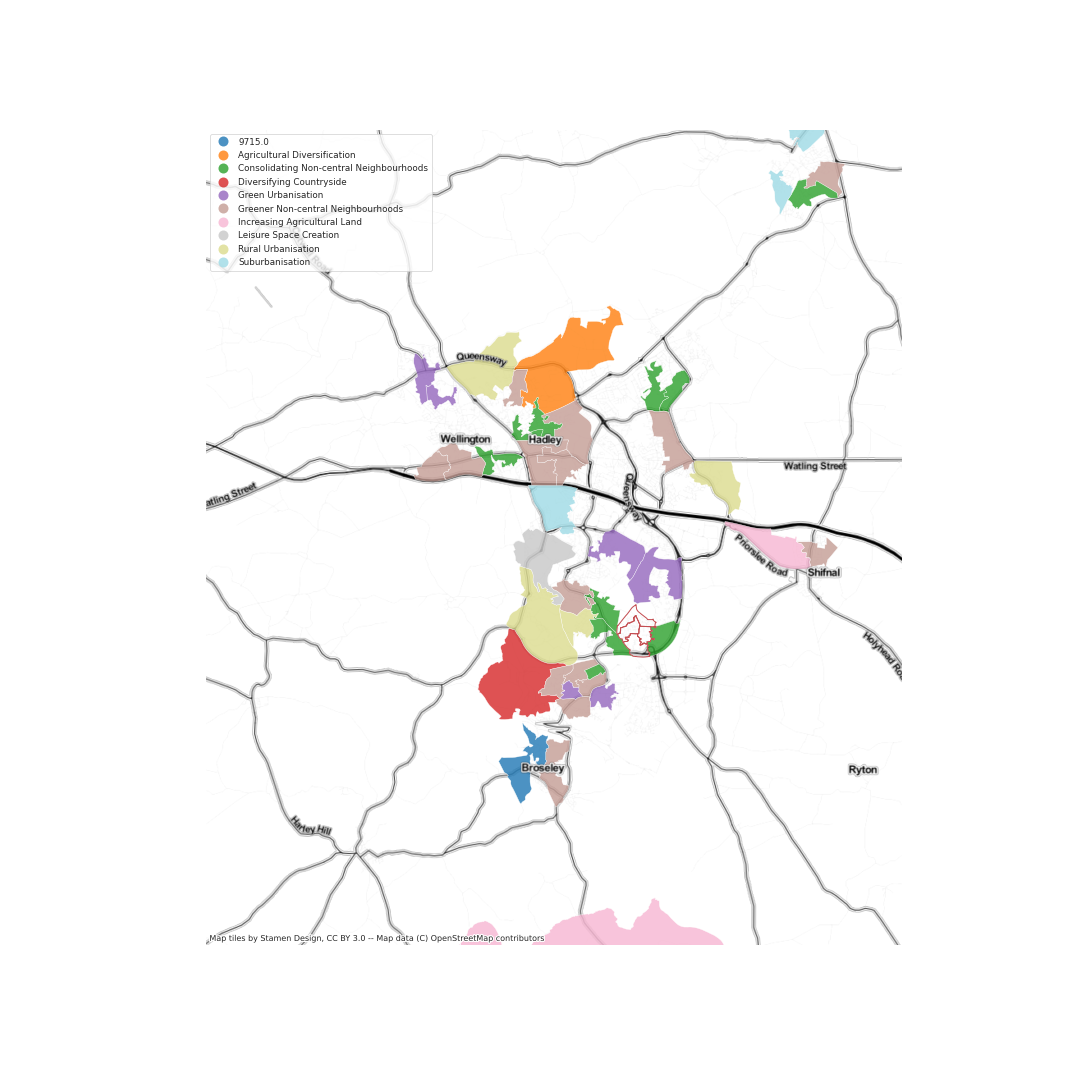 9715.0
Agricultural Diversification
Consolidating Non-central Neighbourhoods
Diversifying Countryside
Green Urbanisation
Greener Non-central Neighbourhoods
Increasing Agricultural Land
Leisure Space Creation
Rural Urbanisation
Suburbanisation
Queensway
Wellington
Hadley
Watling Street
atling Street
Queensway
Priorslee Road
Shifnal
Holyhead Ro
Broseley
Ryton
Harley Hill
Map tiles by Stamen Design, CC BY 3.0 -- Map data (C) OpenStreetMap contributors